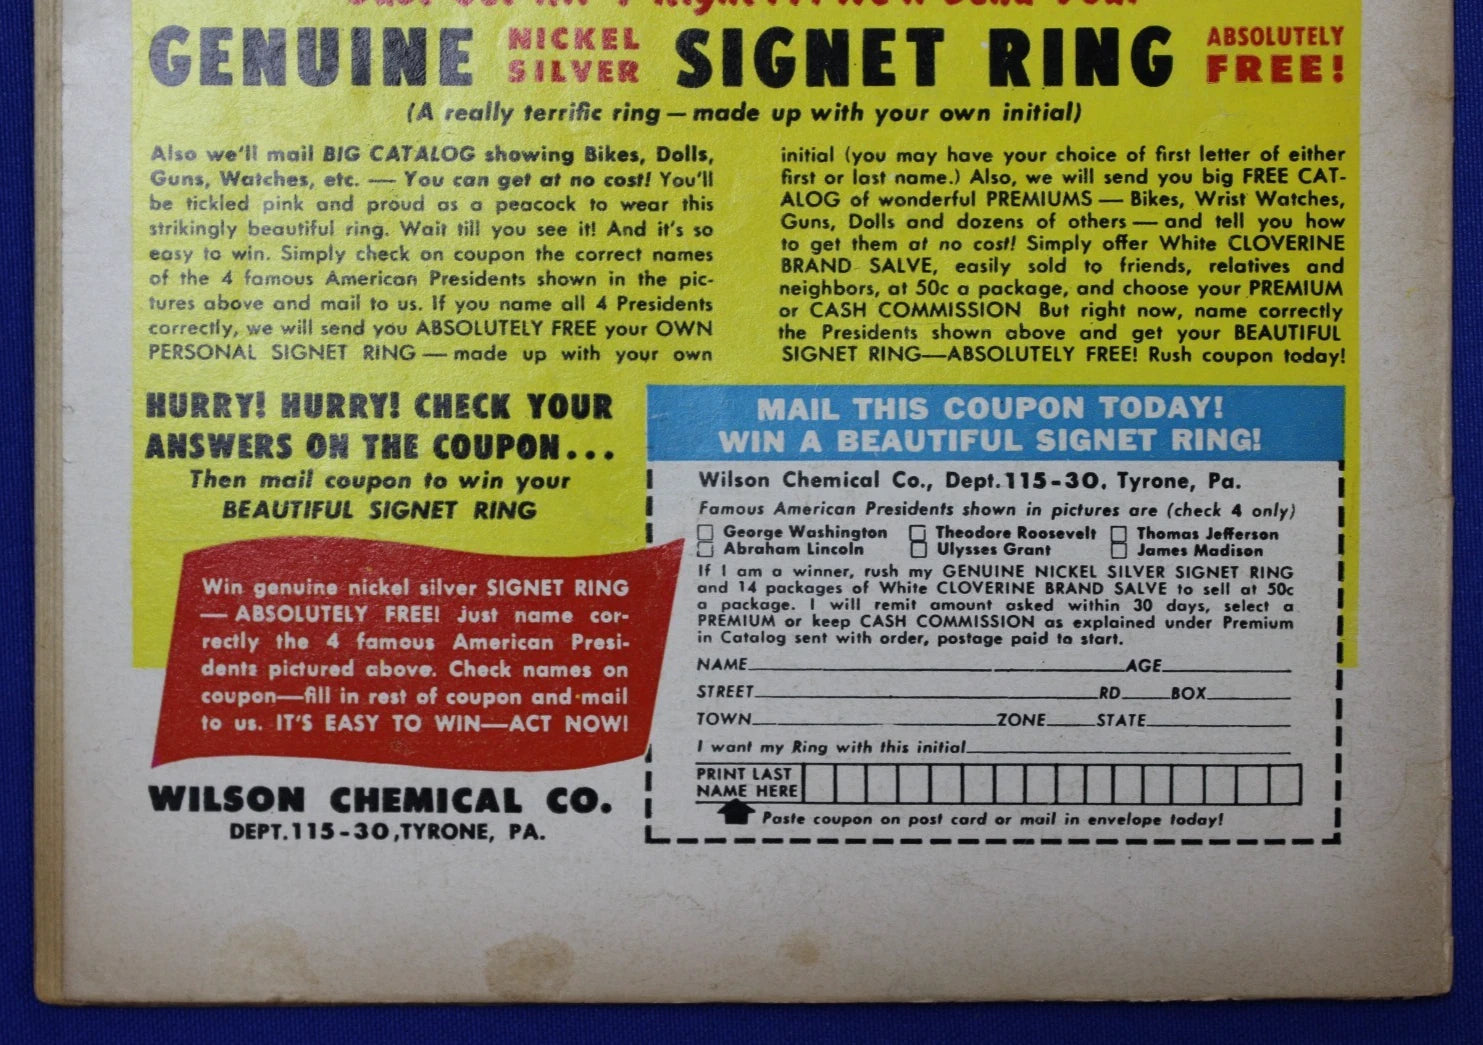 GENUINE NICKEL SILVER SIGNET RING ABSOLUTELY FREE!
(A really terrific ring — made up with your own initial)
Also we'll mail BIG CATALOG showing Bikes, Dolls,
Guns, Watches, etc. — You can get at no cost! You'll
be tickled pink and proud as a peacock to wear this
strikingly beautiful ring. Wait till you see it! And it's so
easy to win. Simply check on coupon the correct names
of the 4 famous American Presidents shown in the pic-
tures above and mail to us. If you name all 4 Presidents
correctly, we will send you ABSOLUTELY FREE your OWN
PERSONAL SIGNET RING — made up with your own
initial (you may have your choice of first letter of either
first or last name.) Also, we will send you big FREE CAT-
ALOG of wonderful PREMIUMS — Bikes, Wrist Watches,
Guns, Dolls and dozens of others — and tell you how
to get them at no cost! Simply offer White CLOVERINE
BRAND SALVE, easily sold to friends, relatives and
neighbors, at 50c a package, and choose your PREMIUM
or CASH COMMISSION But right now, name correctly
the Presidents shown above and get your BEAUTIFUL
SIGNET RING—ABSOLUTELY FREE! Rush coupon today!
HURRY! HURRY! CHECK YOUR
ANSWERS ON THE COUPON...
Then mail coupon to win your
BEAUTIFUL SIGNET RING
Win genuine nickel silver SIGNET RING
— ABSOLUTELY FREE! Just name cor-
rectly the 4 famous American Presi-
dents pictured above. Check names on
coupon—fill in rest of coupon and mail
to us. IT'S EASY TO WIN—ACT NOW!
WILSON CHEMICAL CO.
DEPT. 115-30, TYRONE, PA.
MAIL THIS COUPON TODAY!
WIN A BEAUTIFUL SIGNET RING!
Wilson Chemical Co., Dept. 115-30. Tyrone, Pa.
Famous American Presidents shown in pictures are (check 4 only)
George Washington Theodore Roosevelt Thomas Jefferson
Abraham Lincoln Ulysses Grant James Madison
If I am a winner, rush my GENUINE NICKEL SILVER SIGNET RING
and 14 packages of White CLOVERINE BRAND SALVE to sell at 50c
a package. I will remit amount asked within 30 days, select a
PREMIUM or keep CASH COMMISSION as explained under Premium
in Catalog sent with order, postage paid to start.
NAME AGE
STREET RD BOX
TOWN ZONE STATE
I want my Ring with this initial
PRINT LAST
NAME HERE
Paste coupon on post card or mail in envelope today!